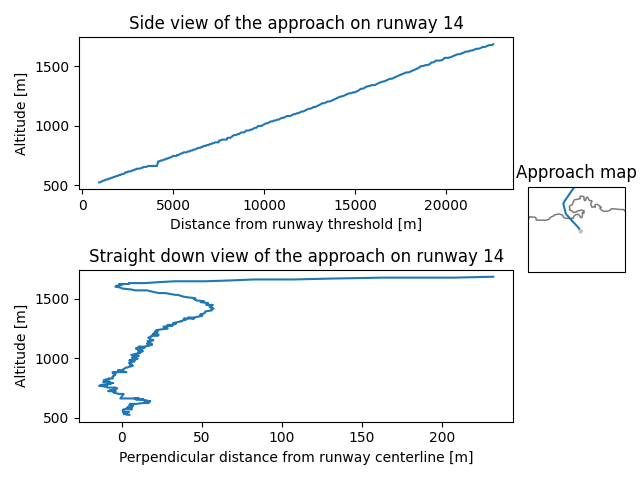 Side view of the approach on runway 14
1500
1000
500
Altitude [m]
0 5000 10000 15000 20000
Distance from runway threshold [m]
Approach map
Straight down view of the approach on runway 14
1500
1000
500
Altitude [m]
0 50 100 150 200
Perpendicular distance from runway centerline [m]